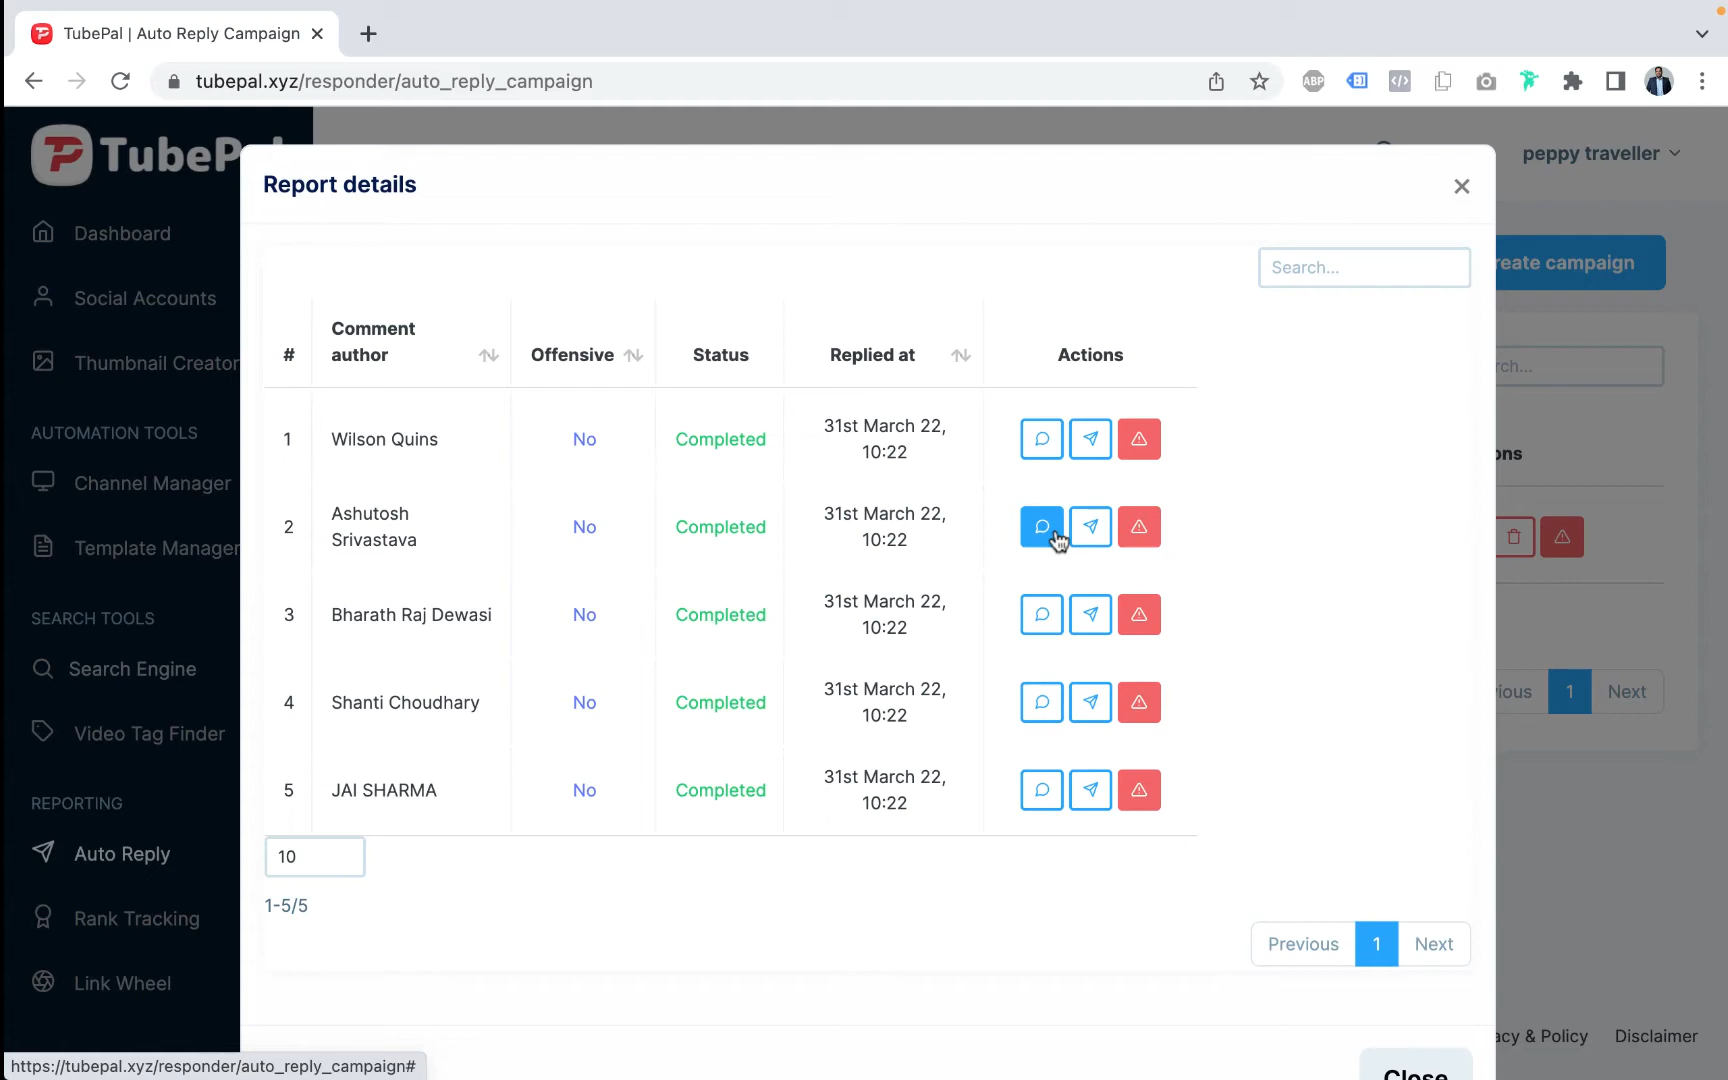 TubePal | Auto Reply Campaign
tubepal.xyz/responder/auto_reply_campaign
ABP
TubePal
peppy traveller
Report details
Dashboard
Social Accounts
Thumbnail Creator
AUTOMATION TOOLS
Channel Manager
Template Manager
SEARCH TOOLS
Search Engine
Video Tag Finder
REPORTING
Auto Reply
Rank Tracking
Link Wheel
Search...
reate campaign
rch...
ons
# Comment author Offensive Status Replied at Actions
1 Wilson Quins No Completed 31st March 22, 10:22
2 Ashutosh Srivastava No Completed 31st March 22, 10:22
3 Bharath Raj Dewasi No Completed 31st March 22, 10:22
4 Shanti Choudhary No Completed 31st March 22, 10:22
5 JAI SHARMA No Completed 31st March 22, 10:22
10
1-5/5
Previous 1 Next
ious 1 Next
acy & Policy Disclaimer
Close
https://tubepal.xyz/responder/auto_reply_campaign#